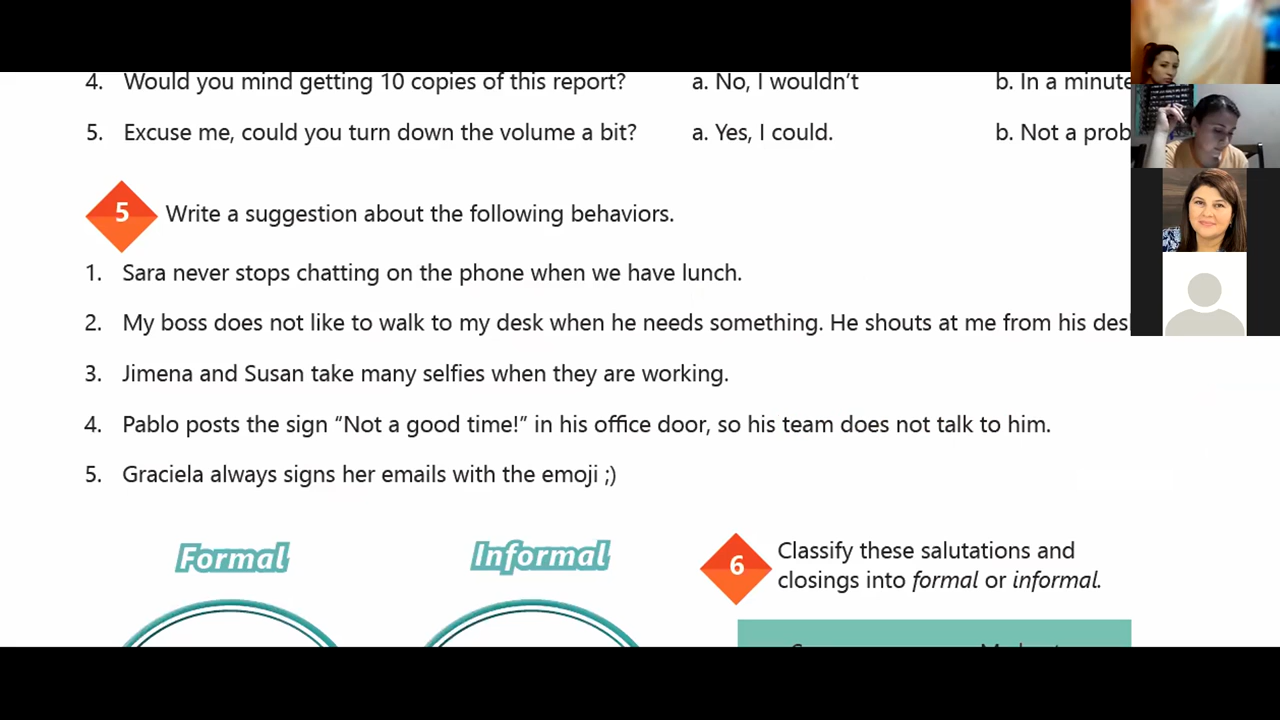 4. Would you mind getting 10 copies of this report? a. No, I wouldn't b. In a minute
5. Excuse me, could you turn down the volume a bit? a. Yes, I could. b. Not a prob
5 Write a suggestion about the following behaviors.
1. Sara never stops chatting on the phone when we have lunch.
2. My boss does not like to walk to my desk when he needs something. He shouts at me from his des
3. Jimena and Susan take many selfies when they are working.
4. Pablo posts the sign “Not a good time!” in his office door, so his team does not talk to him.
5. Graciela always signs her emails with the emoji ;)
Formal Informal
6 Classify these salutations and
closings into formal or informal.